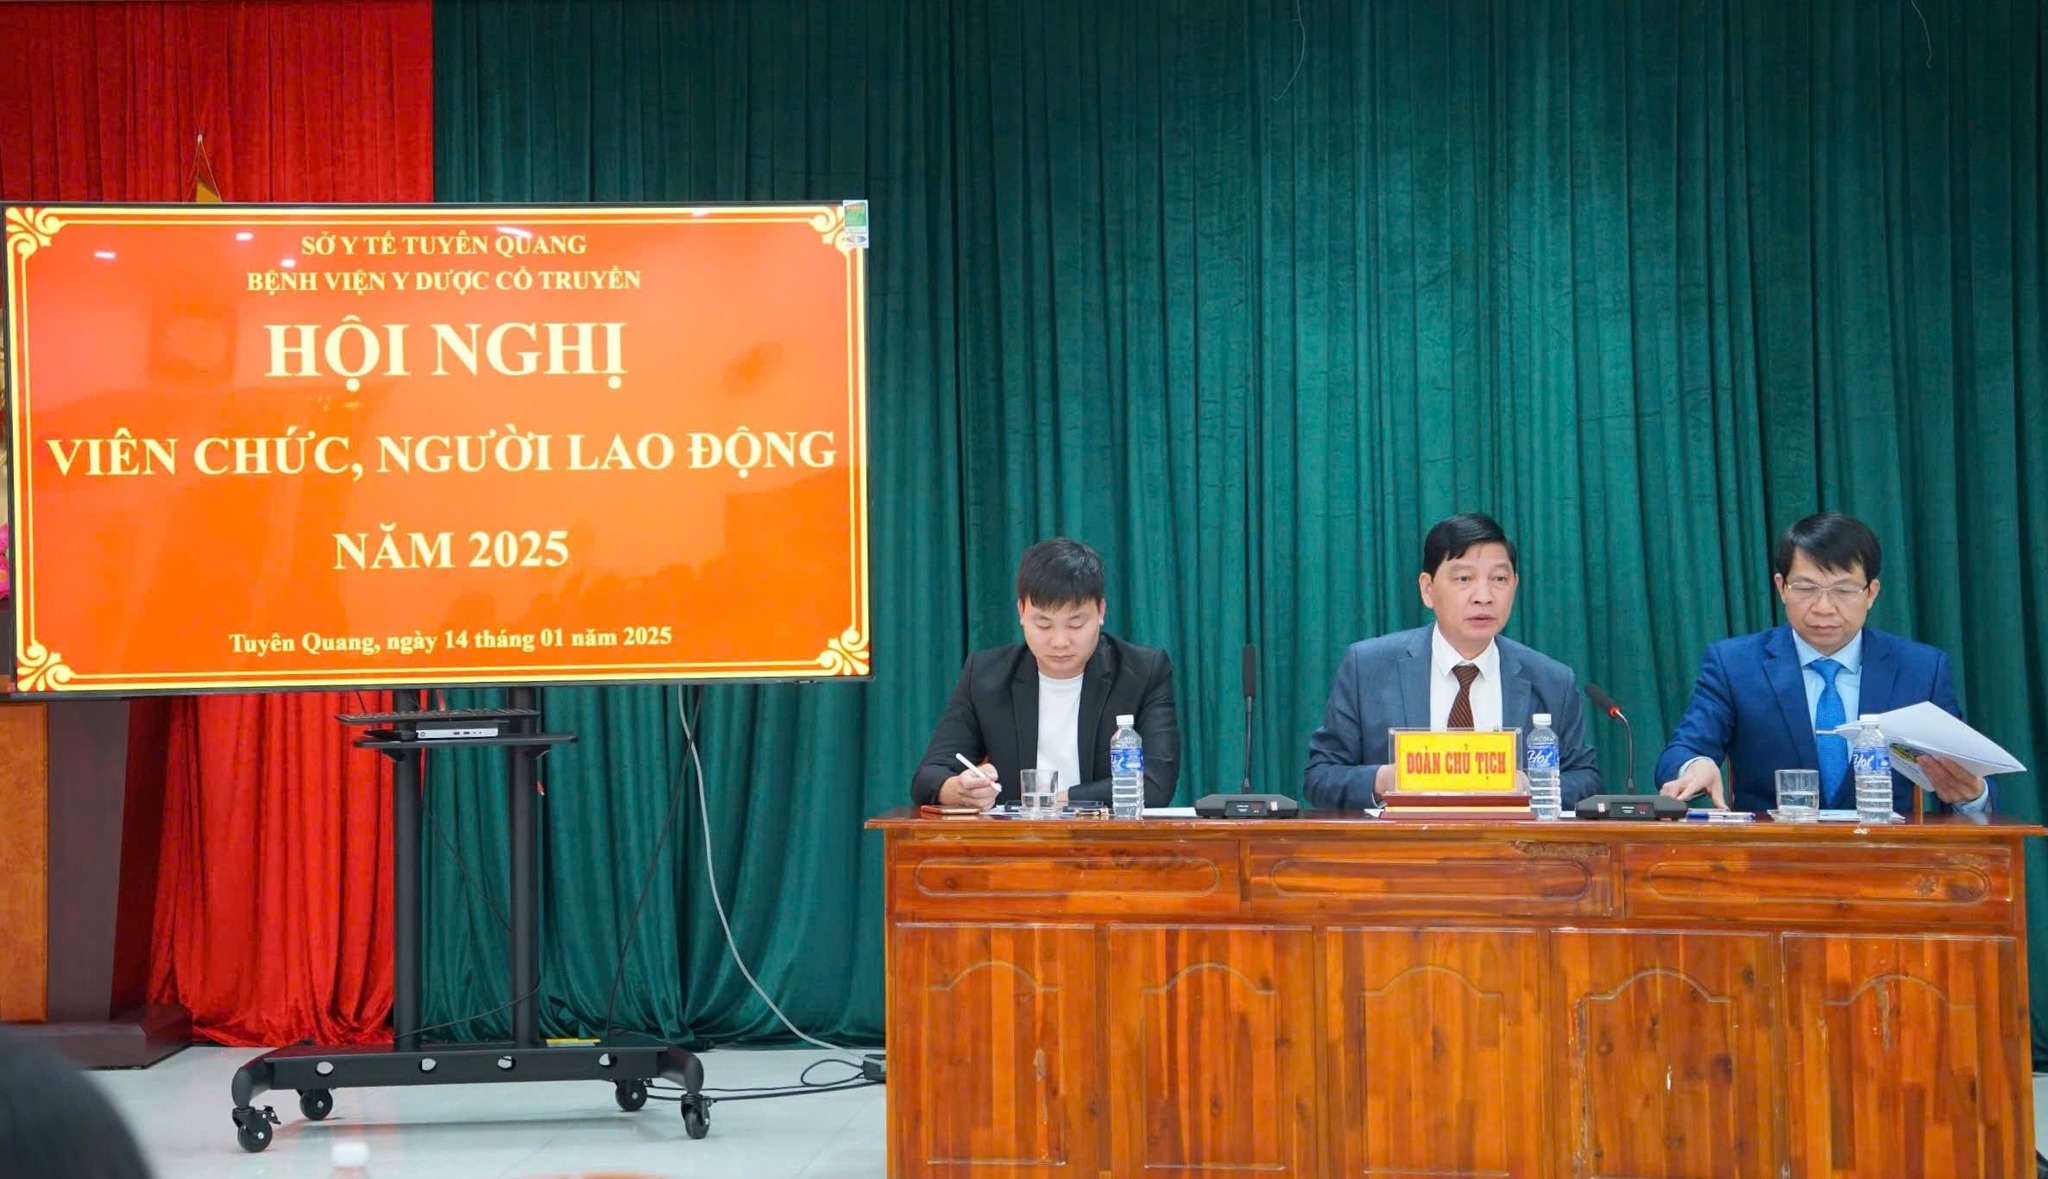 SỞ Y TẾ TUYÊN QUANG
BỆNH VIỆN Y DƯỢC CỔ TRUYỀN
HỘI NGHỊ
VIÊN CHỨC, NGƯỜI LAO ĐỘNG
NĂM 2025
Tuyên Quang, ngày 14 tháng 01 năm 2025
ĐOÀN CHỦ TỊCH